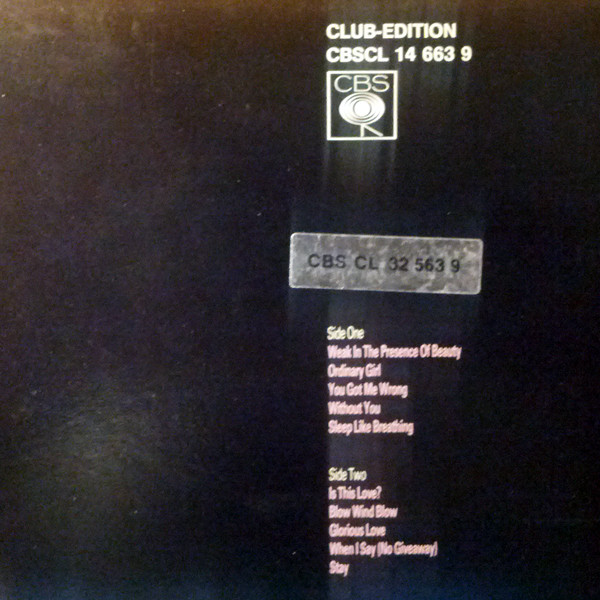 CLUB-EDITION
CBSCL 14 663 9
CBS
CBS CL 32 563 9
Side One
Weak In The Presence Of Beauty
Ordinary Girl
You Got Me Wrong
Without You
Sleep Like Breathing
Side Two
Is This Love?
Blow Wind Blow
Glorious Love
When I Say (No Giveaway)
Stay